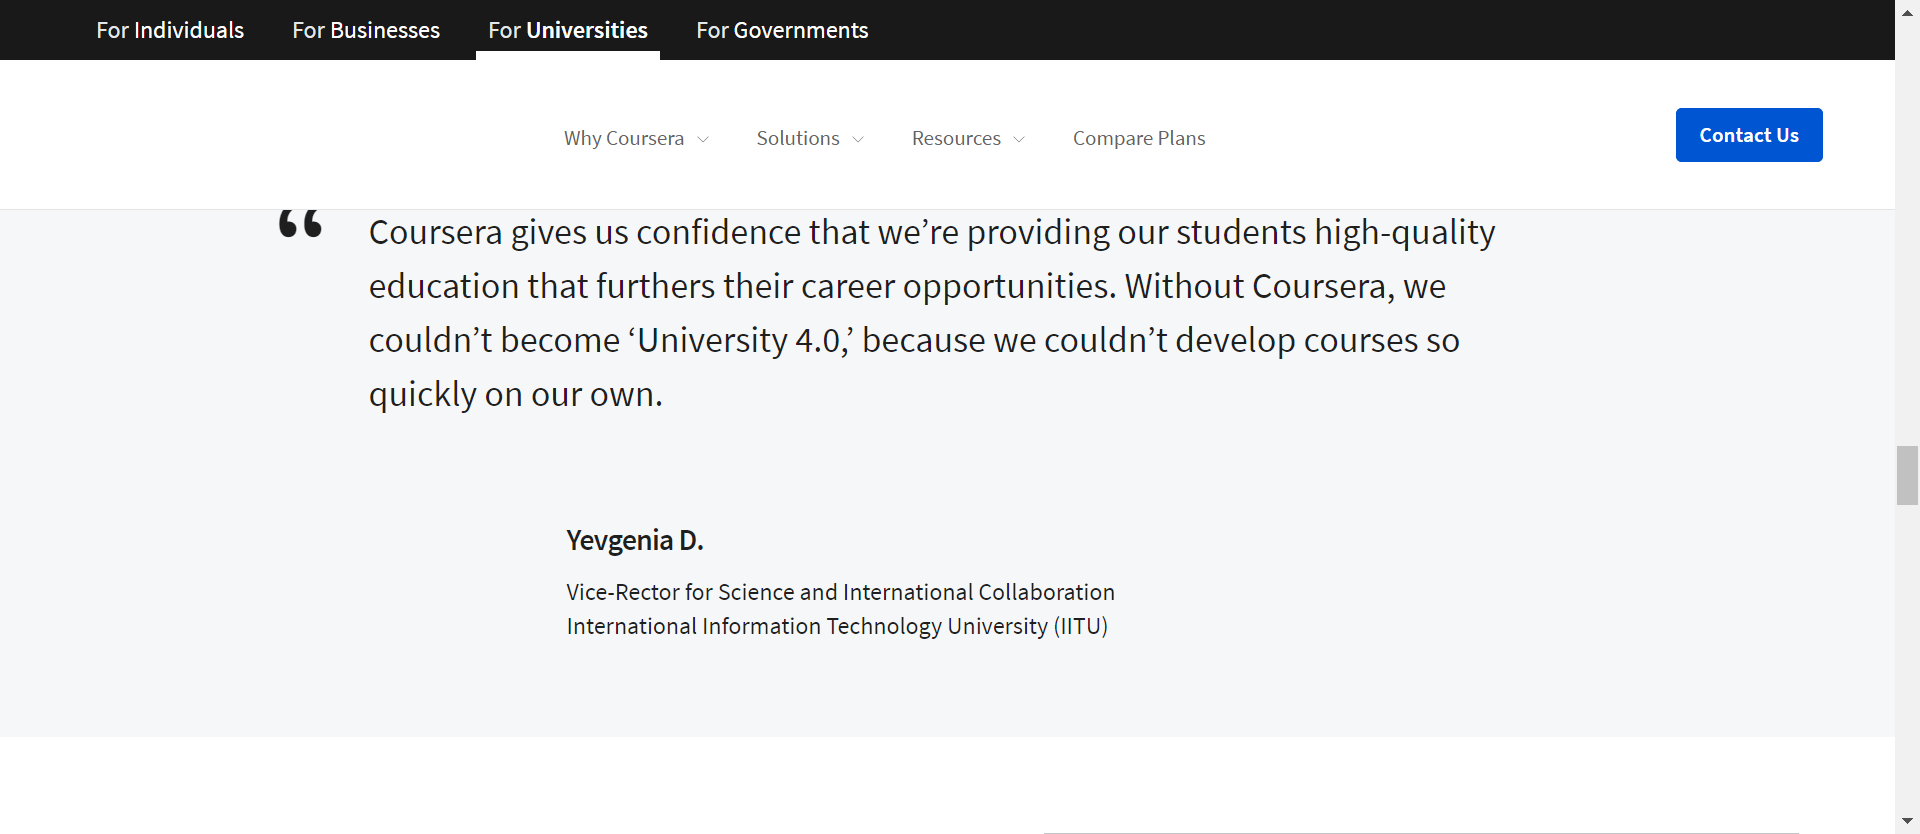 For Individuals For Businesses For Universities For Governments
Why Coursera Solutions Resources Compare Plans Contact Us
“ Coursera gives us confidence that we’re providing our students high-quality
education that furthers their career opportunities. Without Coursera, we
couldn’t become ‘University 4.0,’ because we couldn’t develop courses so
quickly on our own.
Yevgenia D.
Vice-Rector for Science and International Collaboration
International Information Technology University (IITU)